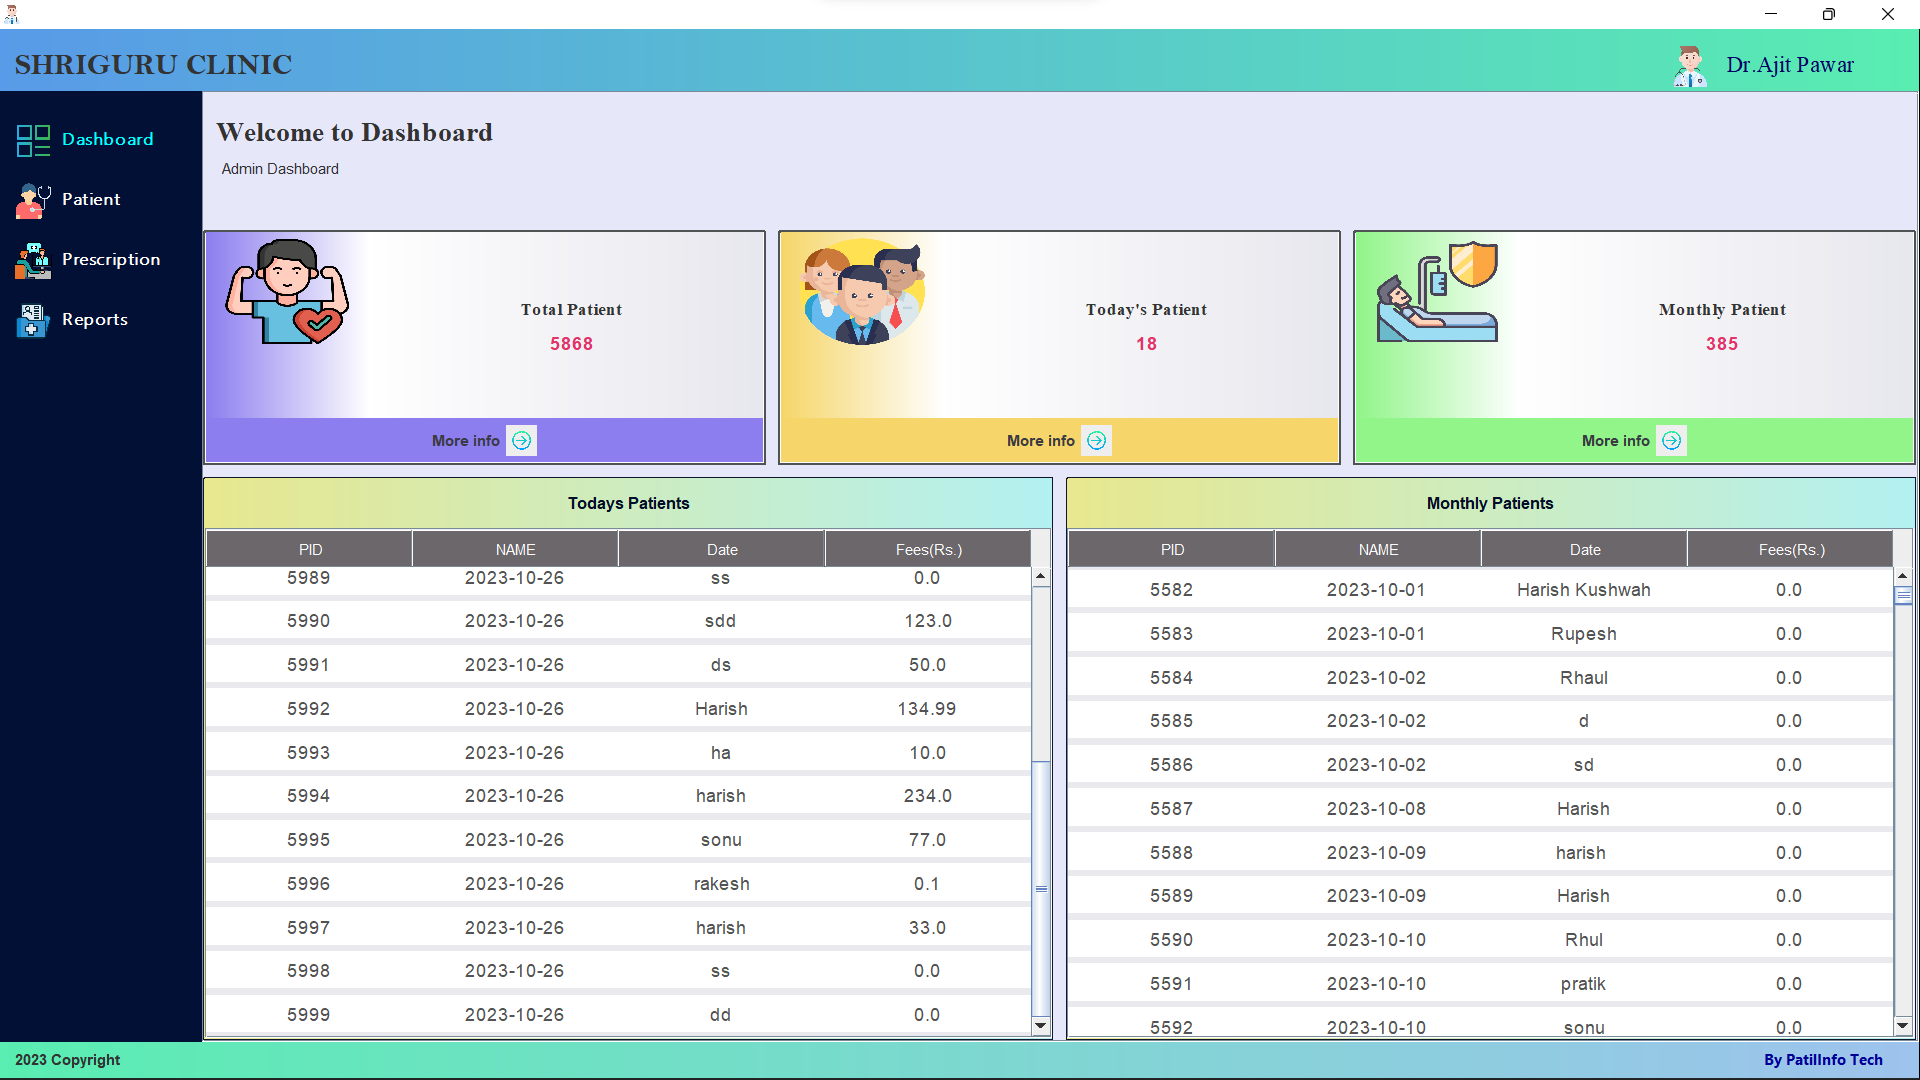 SHRIGURU CLINIC
Dr.Ajit Pawar
Dashboard
Patient
Prescription
Reports
Welcome to Dashboard
Admin Dashboard
Total Patient
5868
More info
Today's Patient
18
More info
Monthly Patient
385
More info
Todays Patients
PID NAME Date Fees(Rs.)
5989 2023-10-26 ss 0.0
5990 2023-10-26 sdd 123.0
5991 2023-10-26 ds 50.0
5992 2023-10-26 Harish 134.99
5993 2023-10-26 ha 10.0
5994 2023-10-26 harish 234.0
5995 2023-10-26 sonu 77.0
5996 2023-10-26 rakesh 0.1
5997 2023-10-26 harish 33.0
5998 2023-10-26 ss 0.0
5999 2023-10-26 dd 0.0
Monthly Patients
PID NAME Date Fees(Rs.)
5582 2023-10-01 Harish Kushwah 0.0
5583 2023-10-01 Rupesh 0.0
5584 2023-10-02 Rhaul 0.0
5585 2023-10-02 d 0.0
5586 2023-10-02 sd 0.0
5587 2023-10-08 Harish 0.0
5588 2023-10-09 harish 0.0
5589 2023-10-09 Harish 0.0
5590 2023-10-10 Rhul 0.0
5591 2023-10-10 pratik 0.0
5592 2023-10-10 sonu 0.0
2023 Copyright
By PatilInfo Tech